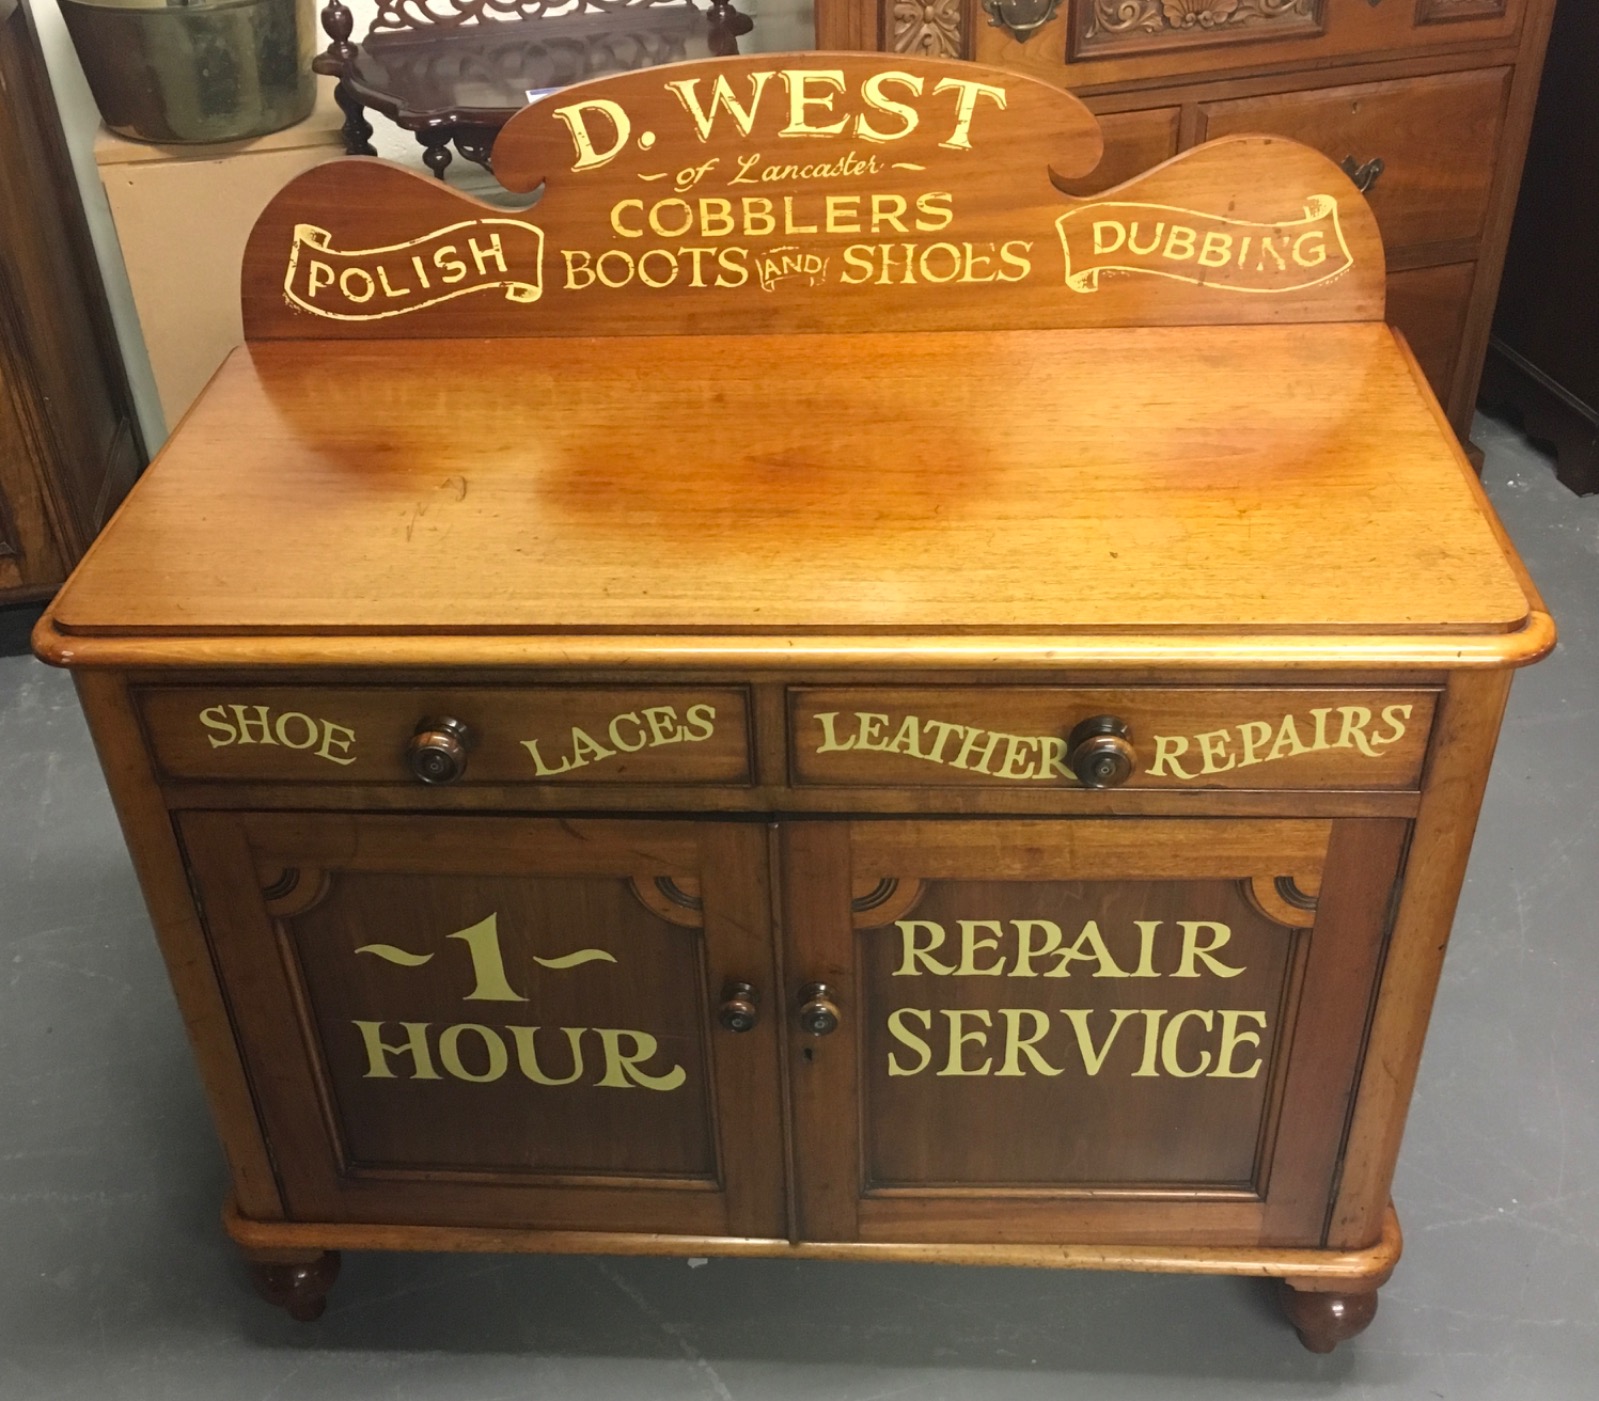 D. WEST
~ of Lancaster ~
COBBLERS
POLISH
BOOTS AND SHOES
DUBBING
SHOE LACES
LEATHER REPAIRS
~1~
HOUR
REPAIR
SERVICE